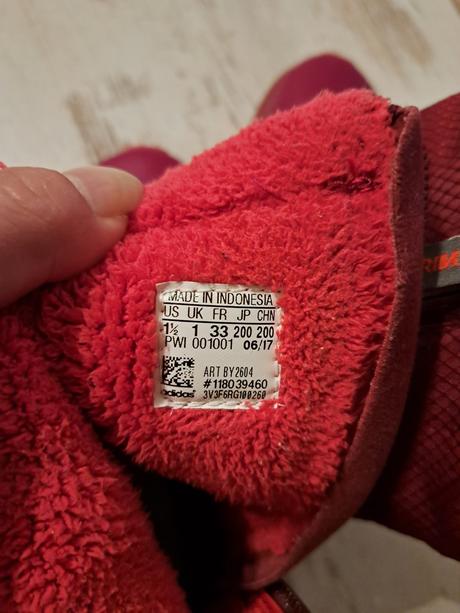 MADE IN INDONESIA
US UK FR JP CHN
1½ 1 33 200 200
PWI 001001 06/17
ART BY2604
#118039460
adidas 3V3F6RG100260